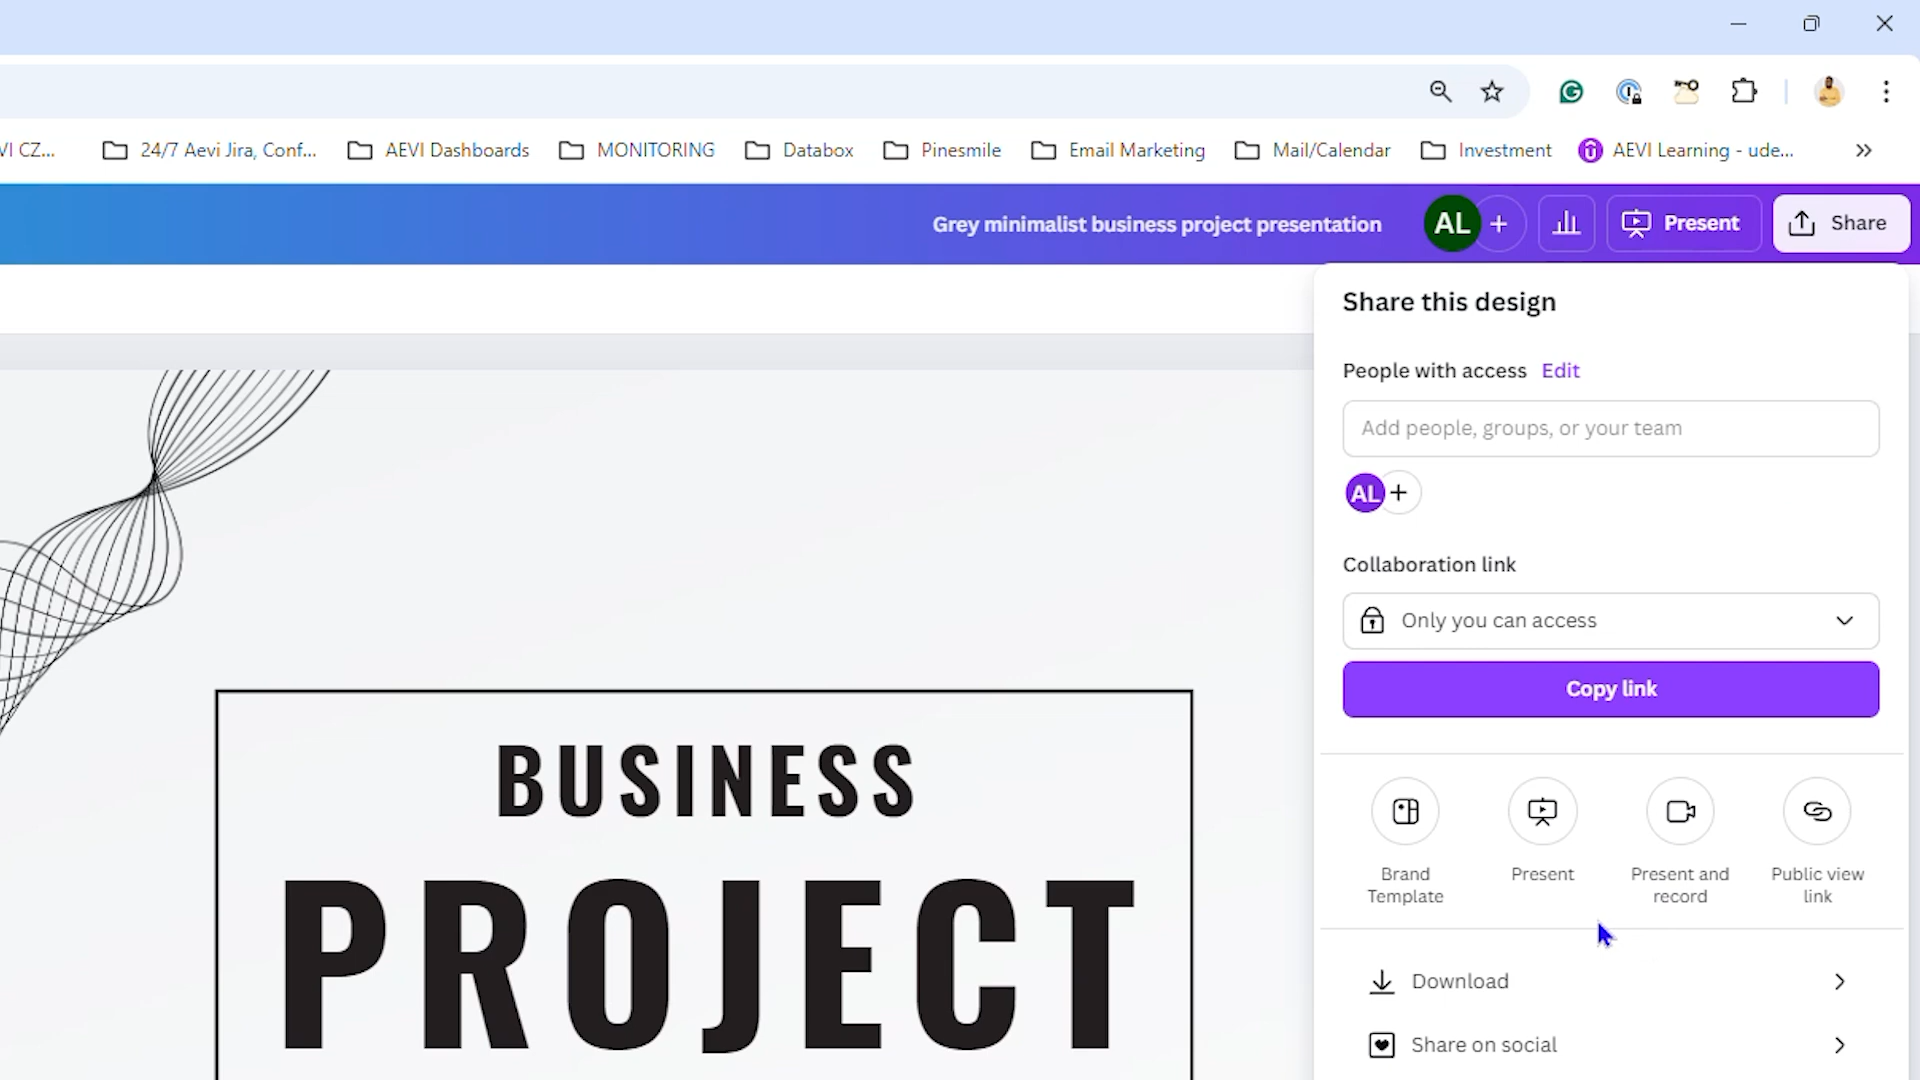 VI CZ...
24/7 Aevi Jira, Conf...
AEVI Dashboards
MONITORING
Databox
Pinesmile
Email Marketing
Mail/Calendar
Investment
AEVI Learning - ude...
Grey minimalist business project presentation
AL
Present
Share
Share this design
People with access Edit
Add people, groups, or your team
AL
Collaboration link
Only you can access
Copy link
Brand
Template
Present
Present and
record
Public view
link
Download
Share on social
BUSINESS
PROJECT